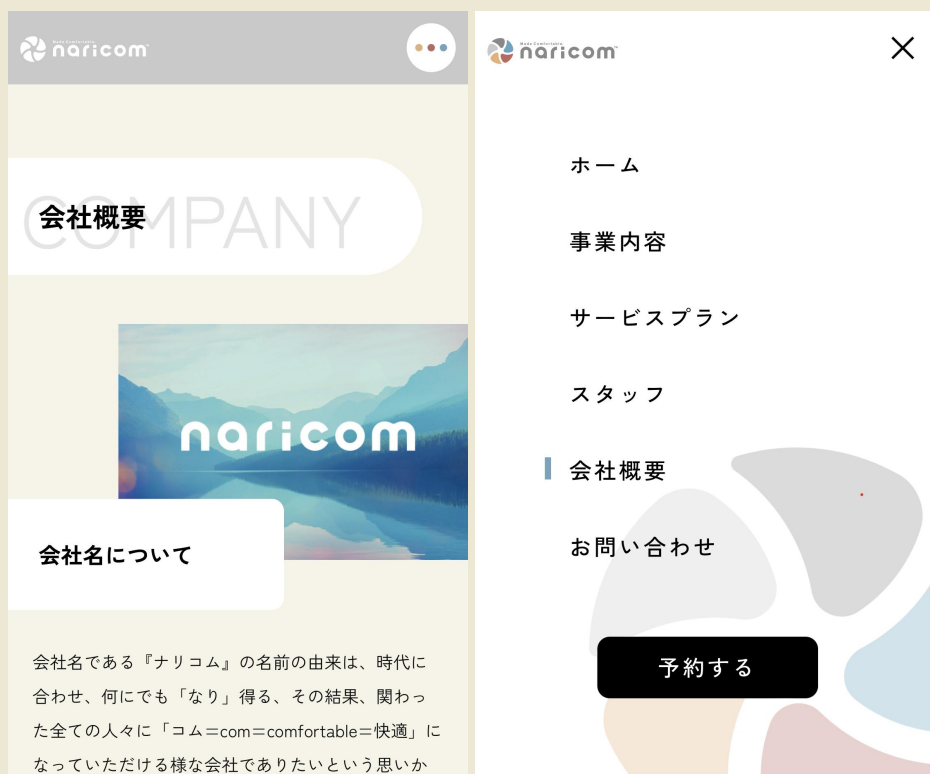 Made Comfortable
naricom
COMPANY
会社概要
naricom
会社名について
会社名である『ナリコム』の名前の由来は、時代に
合わせ、何にでも「なり」得る、その結果、関わっ
た全ての人々に「コム=com=comfortable=快適」に
なっていただける様な会社でありたいという思いか
Made Comfortable
naricom
ホーム
事業内容
サービスプラン
スタッフ
会社概要
お問い合わせ
予約する